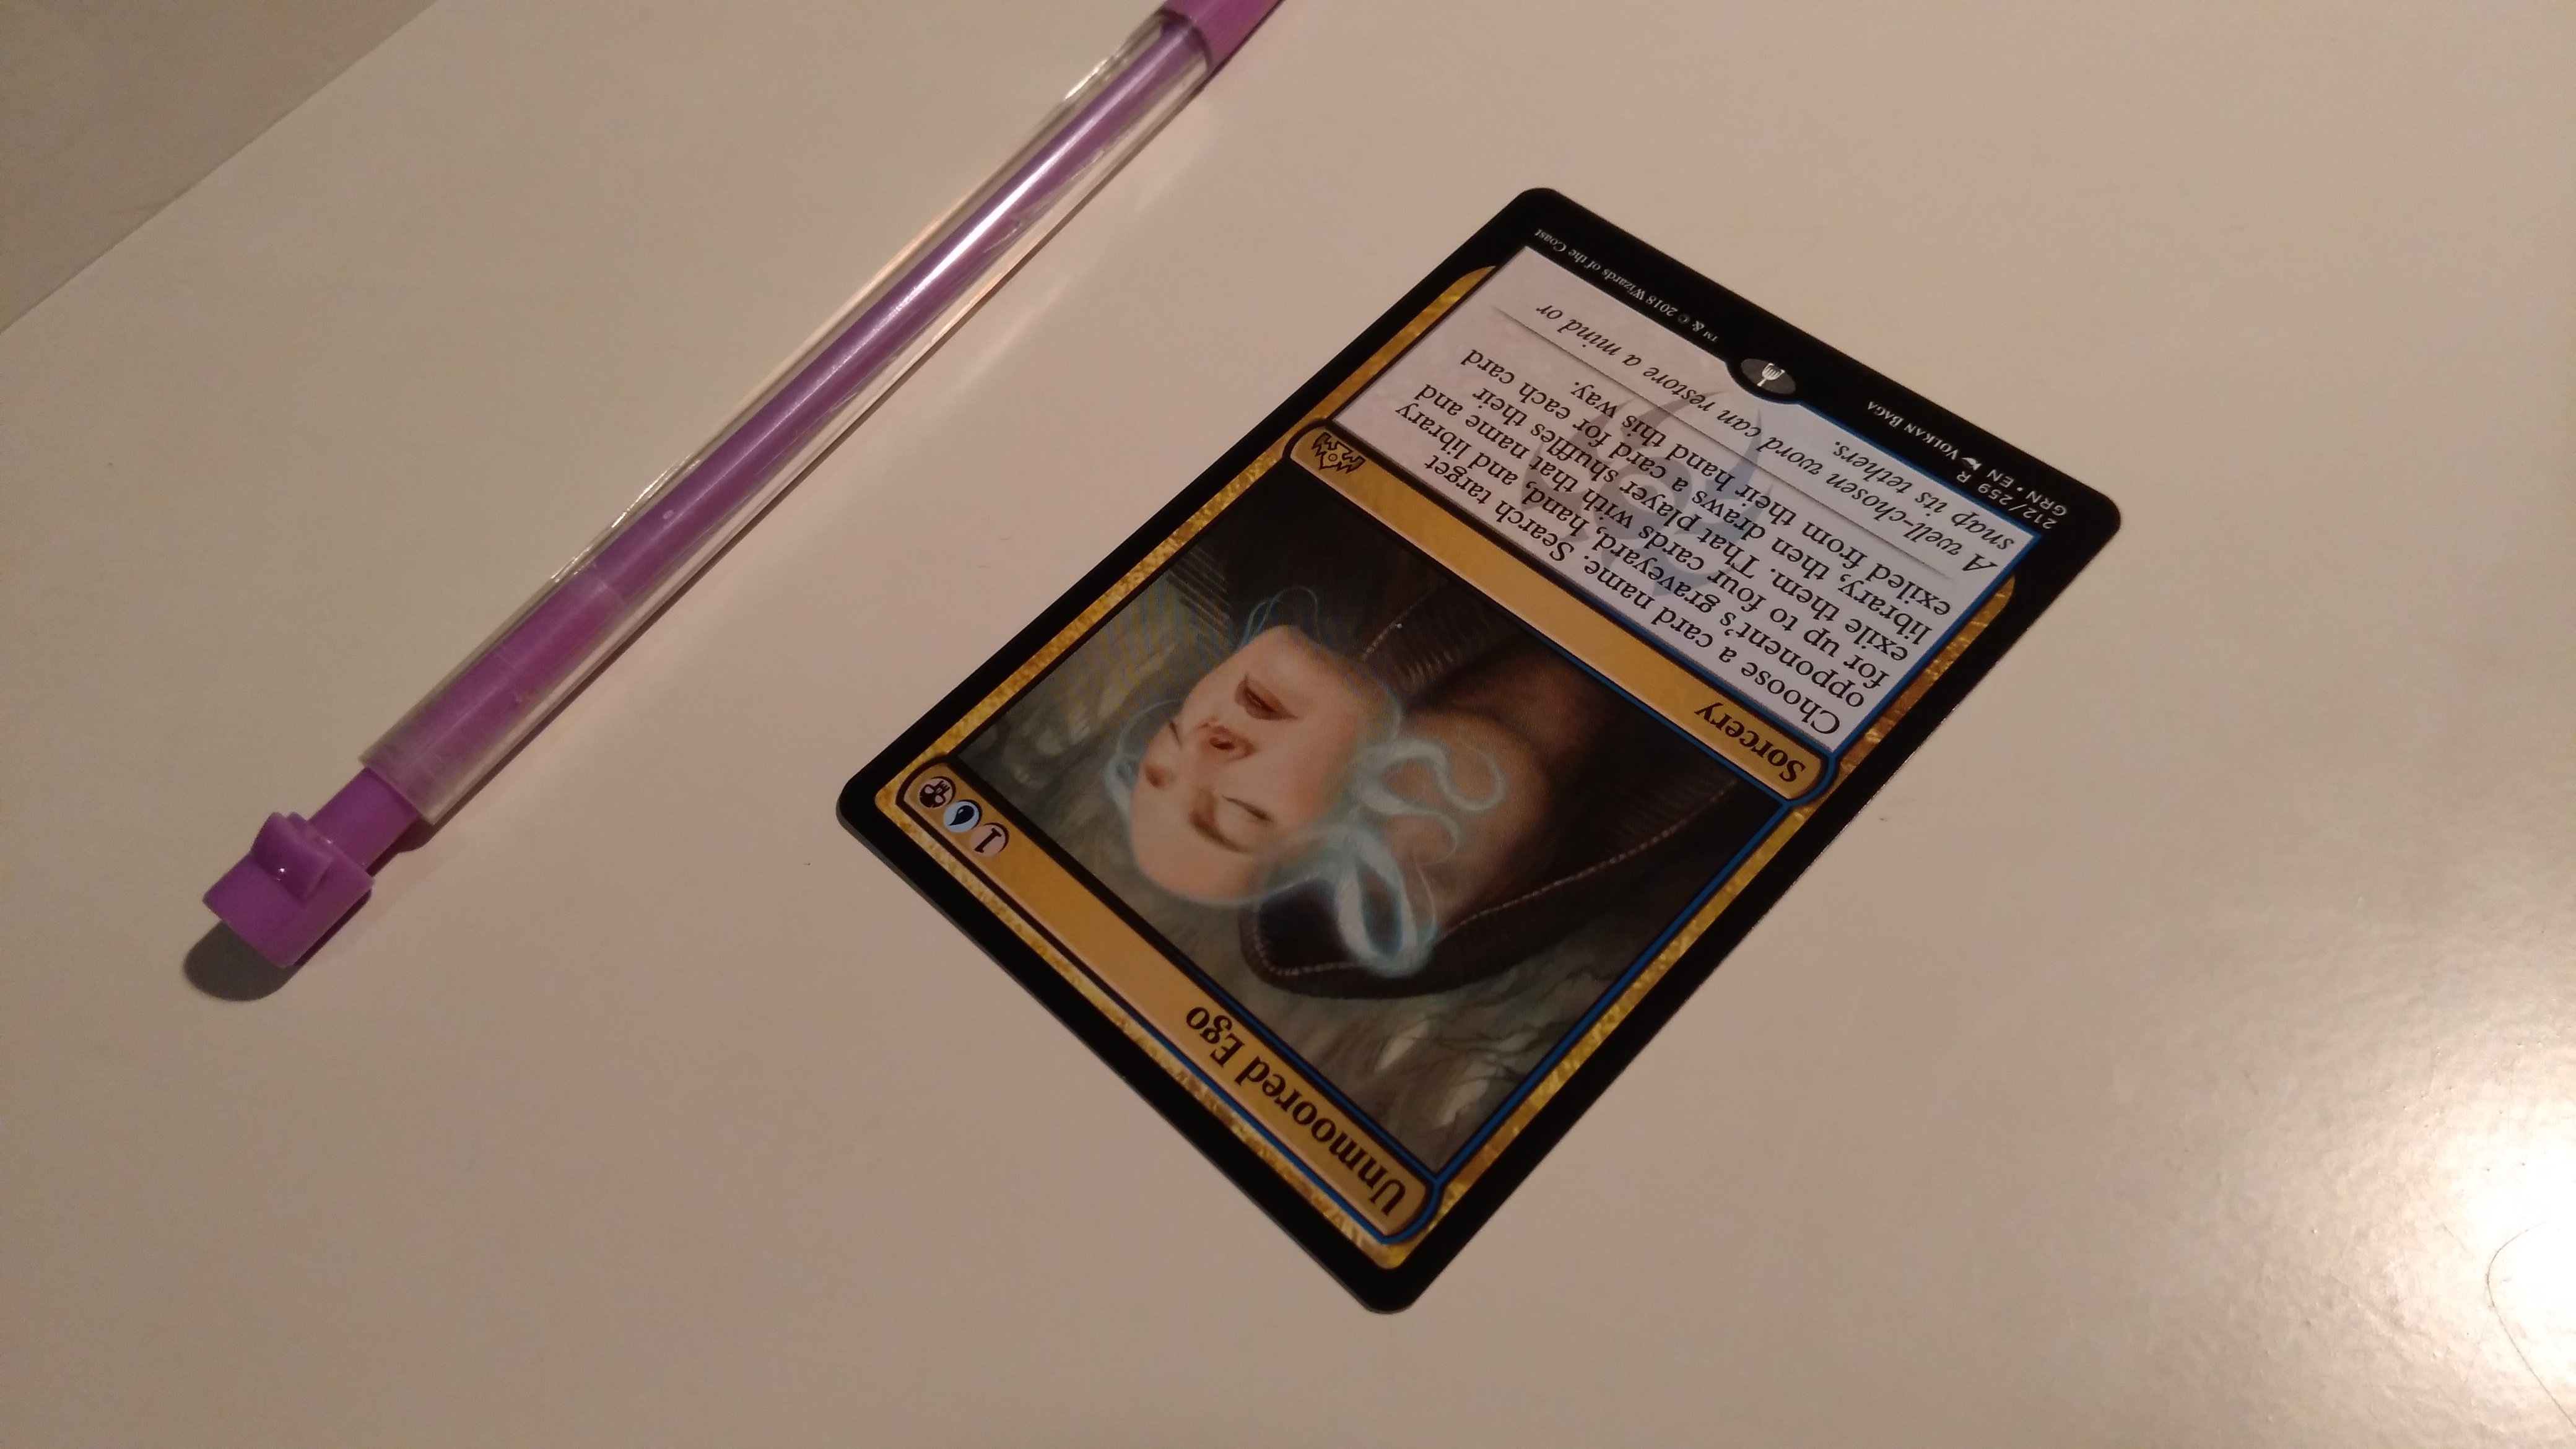 Unmoored Ego
1
Sorcery
Choose a card name. Search target
opponent's graveyard, hand, and library
for up to four cards with that name and
exile them. That player shuffles their
library, then draws a card for each card
exiled from their hand this way.
A well-chosen word can restore a mind or
snap its tethers.
212/259 R
GRN • EN VOLKAN BAGA
™ & © 2018 Wizards of the Coast